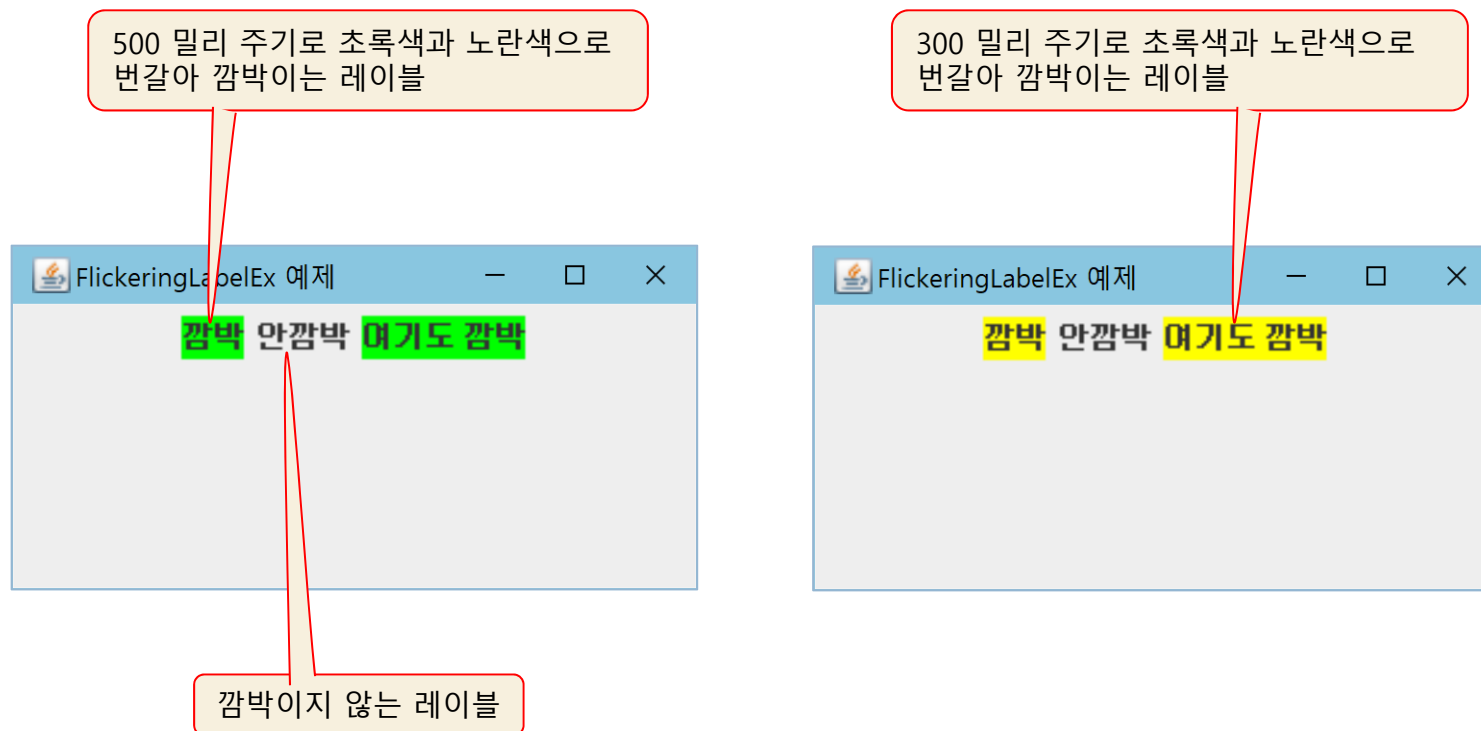 500 밀리 주기로 초록색과 노란색으로
번갈아 깜박이는 레이블
300 밀리 주기로 초록색과 노란색으로
번갈아 깜박이는 레이블
FlickeringLabelEx 예제
깜박 안깜박 여기도 깜박
FlickeringLabelEx 예제
깜박 안깜박 여기도 깜박
깜박이지 않는 레이블